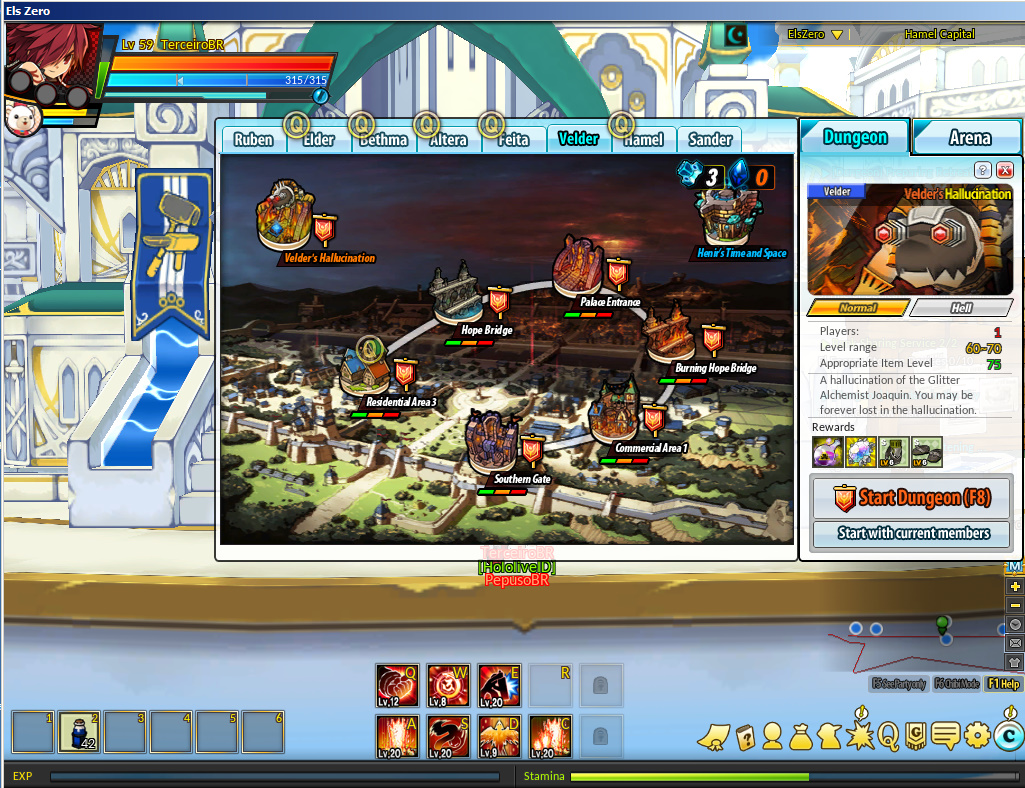 Els Zero
Lv 59 TerceiroBR
315/315
ElsZero
Hamel Capital
Ruben
Elder
Bethma
Altera
Feita
Velder
Hamel
Sander
Q
Q
Q
Q
Q
3
0
Velder's Hallucination
Henir's Time and Space
Palace Entrance
Hope Bridge
Burning Hope Bridge
Q
Residential Area 3
Commercial Area 1
Southern Gate
Dungeon
Arena
?
X
Velder
Velder's Hallucination
Normal
Hell
Players: 1
Level range 60~70
Appropriate Item Level 75
A hallucination of the Glitter
Alchemist Joaquin. You may be
forever lost in the hallucination.
Rewards
LV6
LV6
Start Dungeon (F8)
Start with current members
TerceiroBR
[HololiveID]
PepusoBR
M
F5 See Party only
F6 Chibi Mode
F1 Help
Q
Lv,12
W
Lv,8
E
Lv,20
R
A
Lv,20
S
Lv,20
D
Lv,9
C
Lv,20
1
2
42
3
4
5
6
Q
G
C
EXP
Stamina